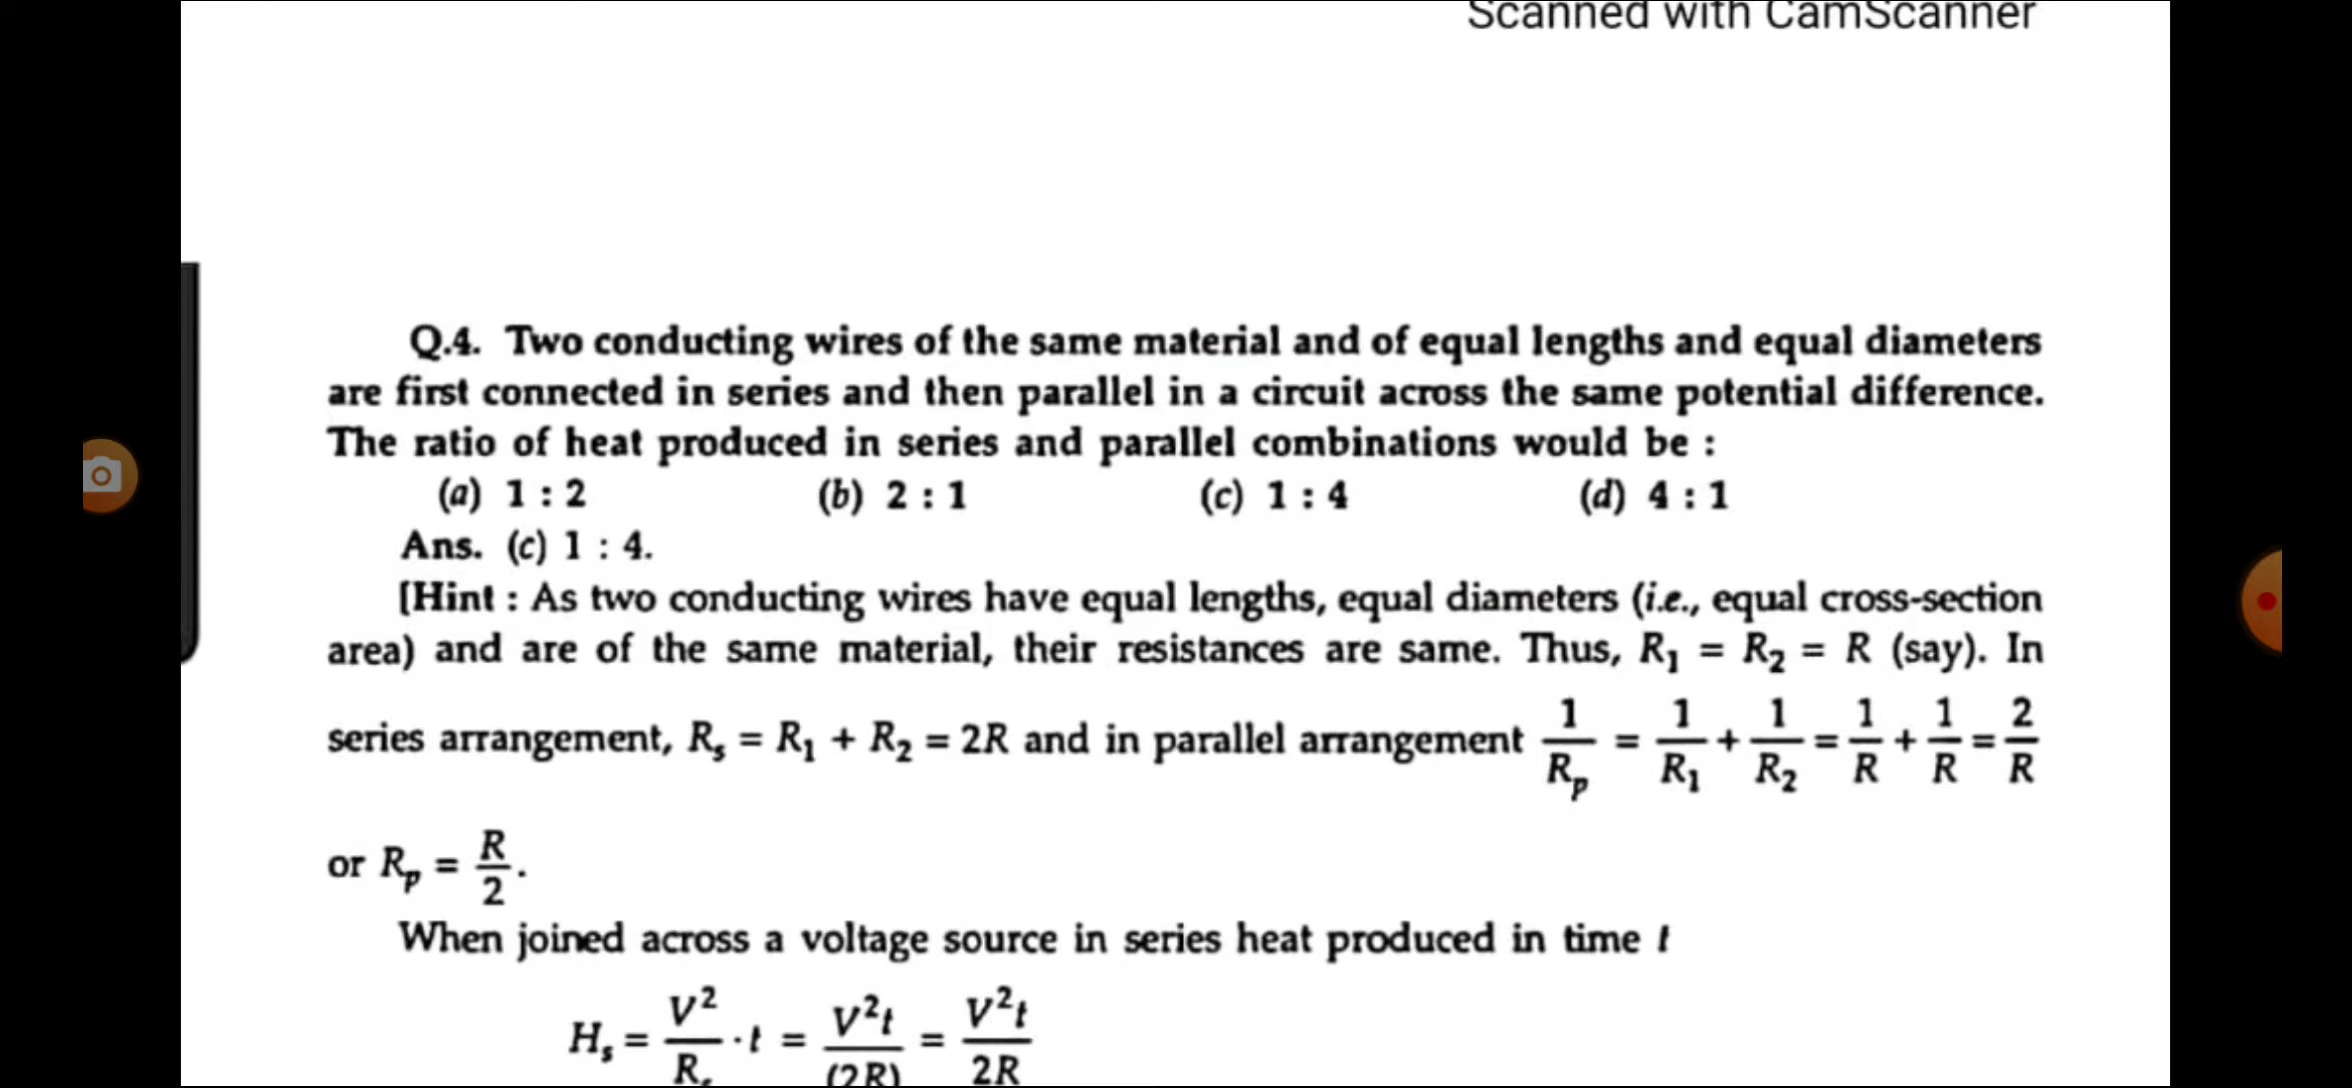 Scanned with CamScanner
Q.4. Two conducting wires of the same material and of equal lengths and equal diameters
are first connected in series and then parallel in a circuit across the same potential difference.
The ratio of heat produced in series and parallel combinations would be :
(a) 1 : 2 (b) 2 : 1 (c) 1 : 4 (d) 4 : 1
Ans. (c) 1 : 4.
[Hint : As two conducting wires have equal lengths, equal diameters (i.e., equal cross-section
area) and are of the same material, their resistances are same. Thus, R₁ = R₂ = R (say). In
series arrangement, Rₛ = R₁ + R₂ = 2R and in parallel arrangement 1/Rₚ = 1/R₁ + 1/R₂ = 1/R + 1/R = 2/R
or Rₚ = R/2.
When joined across a voltage source in series heat produced in time t
Hₛ = V²/Rₛ · t = V²t/(2R) = V²t/2R